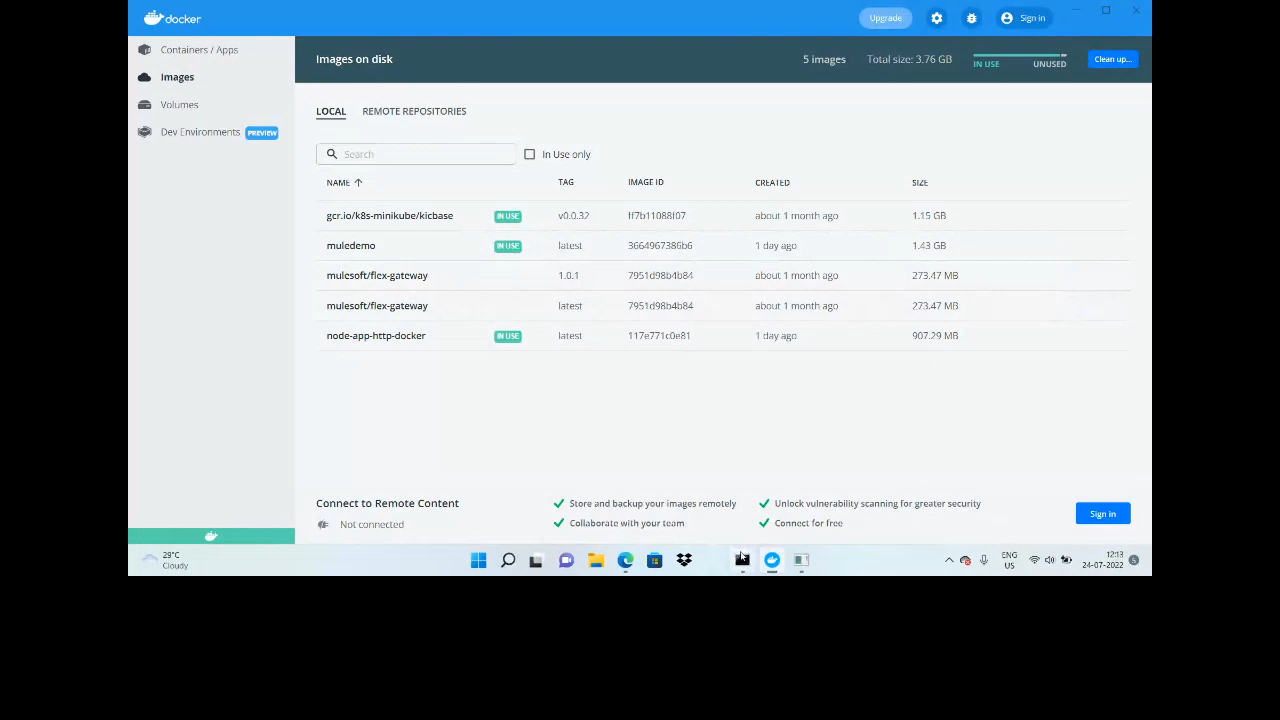 docker
Upgrade
Sign in
Containers / Apps
Images
Volumes
Dev Environments PREVIEW
Images on disk
5 images
Total size: 3.76 GB
IN USE UNUSED
Clean up...
LOCAL REMOTE REPOSITORIES
Search
In Use only
NAME TAG IMAGE ID CREATED SIZE
gcr.io/k8s-minikube/kicbase IN USE v0.0.32 ff7b11088f07 about 1 month ago 1.15 GB
muledemo IN USE latest 3664967386b6 1 day ago 1.43 GB
mulesoft/flex-gateway 1.0.1 7951d98b4b84 about 1 month ago 273.47 MB
mulesoft/flex-gateway latest 7951d98b4b84 about 1 month ago 273.47 MB
node-app-http-docker IN USE latest 117e771c0e81 1 day ago 907.29 MB
Connect to Remote Content
Not connected
Store and backup your images remotely
Collaborate with your team
Unlock vulnerability scanning for greater security
Connect for free
Sign in
29°C
Cloudy
ENG
US
12:13
24-07-2022